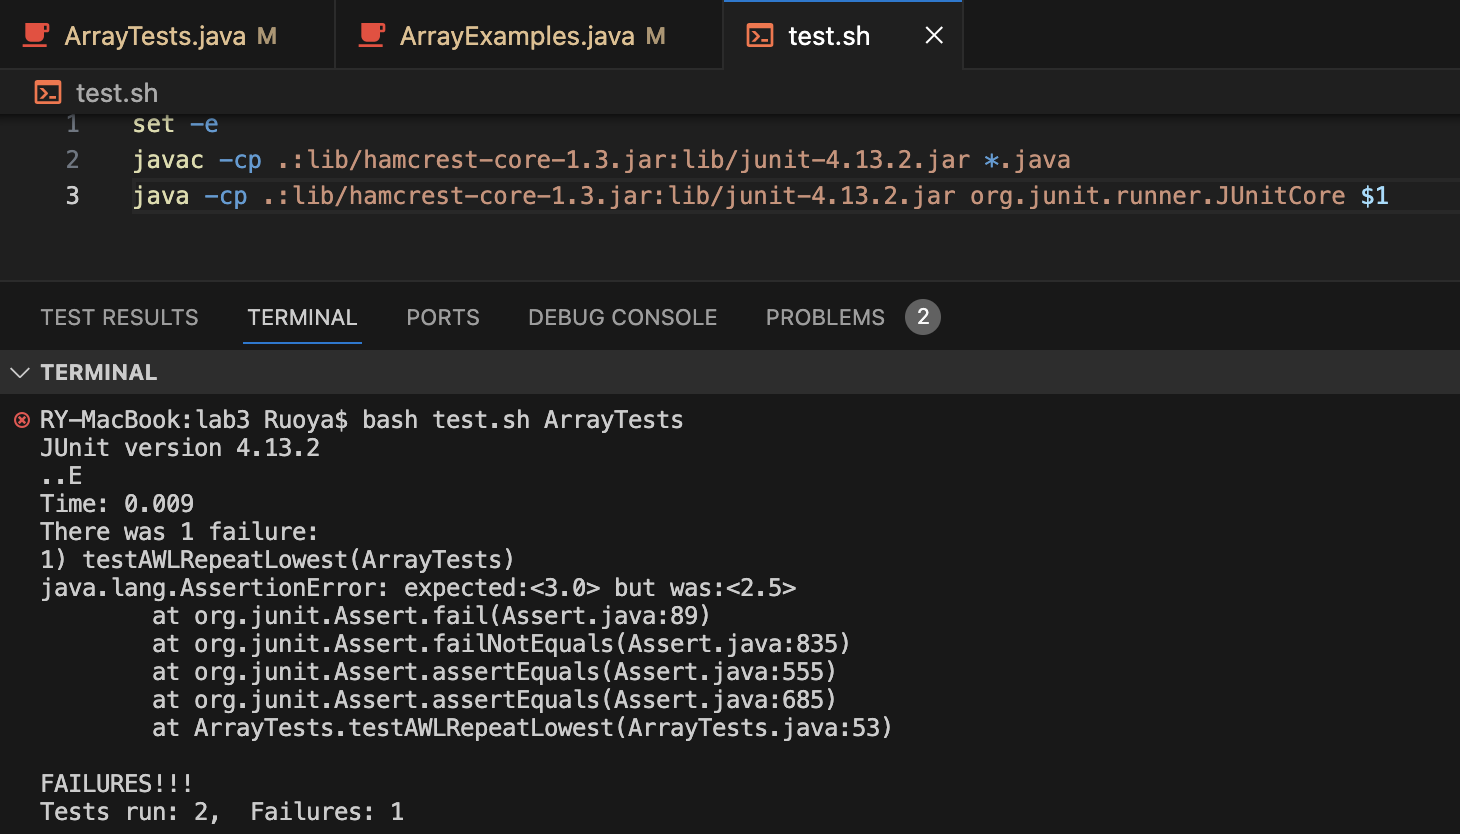 ArrayTests.java M
ArrayExamples.java M
test.sh
test.sh
1 set -e
2 javac -cp .:lib/hamcrest-core-1.3.jar:lib/junit-4.13.2.jar *.java
3 java -cp .:lib/hamcrest-core-1.3.jar:lib/junit-4.13.2.jar org.junit.runner.JUnitCore $1
TEST RESULTS TERMINAL PORTS DEBUG CONSOLE PROBLEMS 2
TERMINAL
RY-MacBook:lab3 Ruoya$ bash test.sh ArrayTests
JUnit version 4.13.2
..E
Time: 0.009
There was 1 failure:
1) testAWLRepeatLowest(ArrayTests)
java.lang.AssertionError: expected:<3.0> but was:<2.5>
at org.junit.Assert.fail(Assert.java:89)
at org.junit.Assert.failNotEquals(Assert.java:835)
at org.junit.Assert.assertEquals(Assert.java:555)
at org.junit.Assert.assertEquals(Assert.java:685)
at ArrayTests.testAWLRepeatLowest(ArrayTests.java:53)
FAILURES!!!
Tests run: 2,  Failures: 1